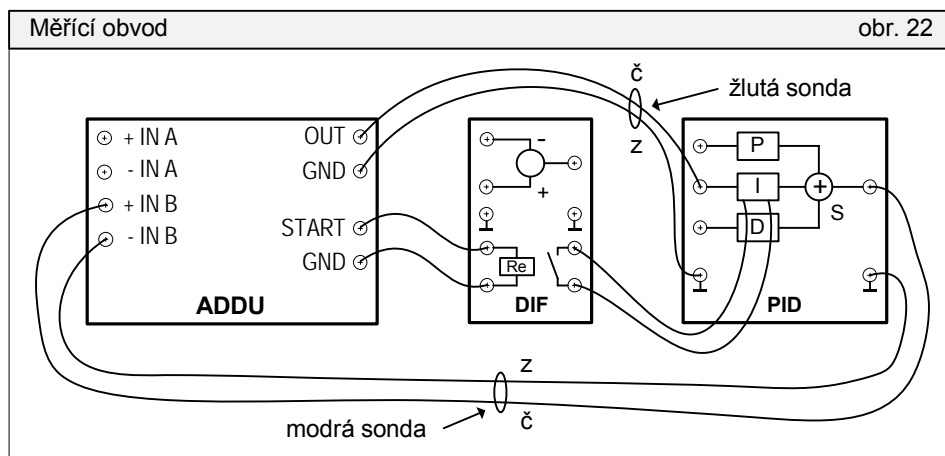 Měřící obvod obr. 22
č
žlutá sonda
z
+ IN A
- IN A
+ IN B
- IN B
OUT
GND
START
GND
ADDU
-
+
Re
DIF
P
I
D
+
S
PID
z
č
modrá sonda